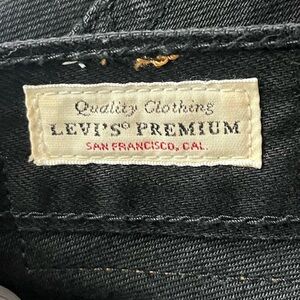 Quality Clothing
LEVI'S® PREMIUM
SAN FRANCISCO, CAL.